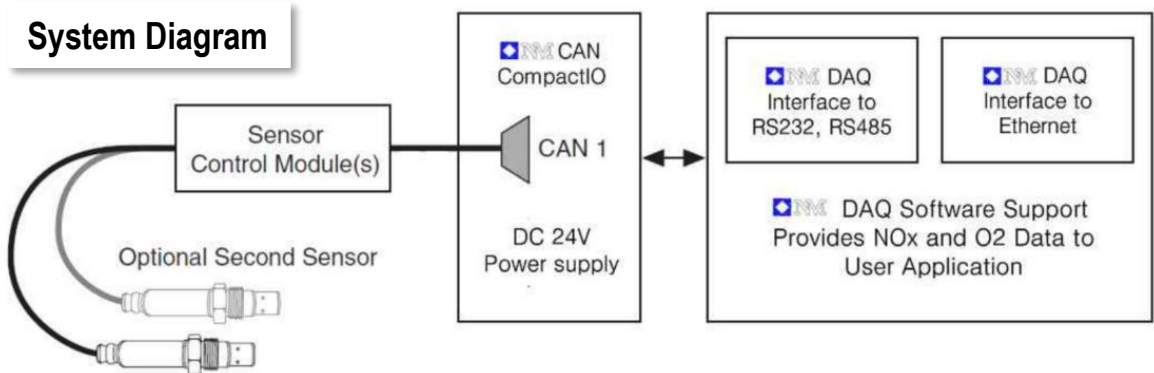 System Diagram
Sensor
Control Module(s)
Optional Second Sensor
CAN
CompactIO
CAN 1
DC 24V
Power supply
DAQ
Interface to
RS232, RS485
DAQ
Interface to
Ethernet
DAQ Software Support
Provides NOx and O2 Data to
User Application